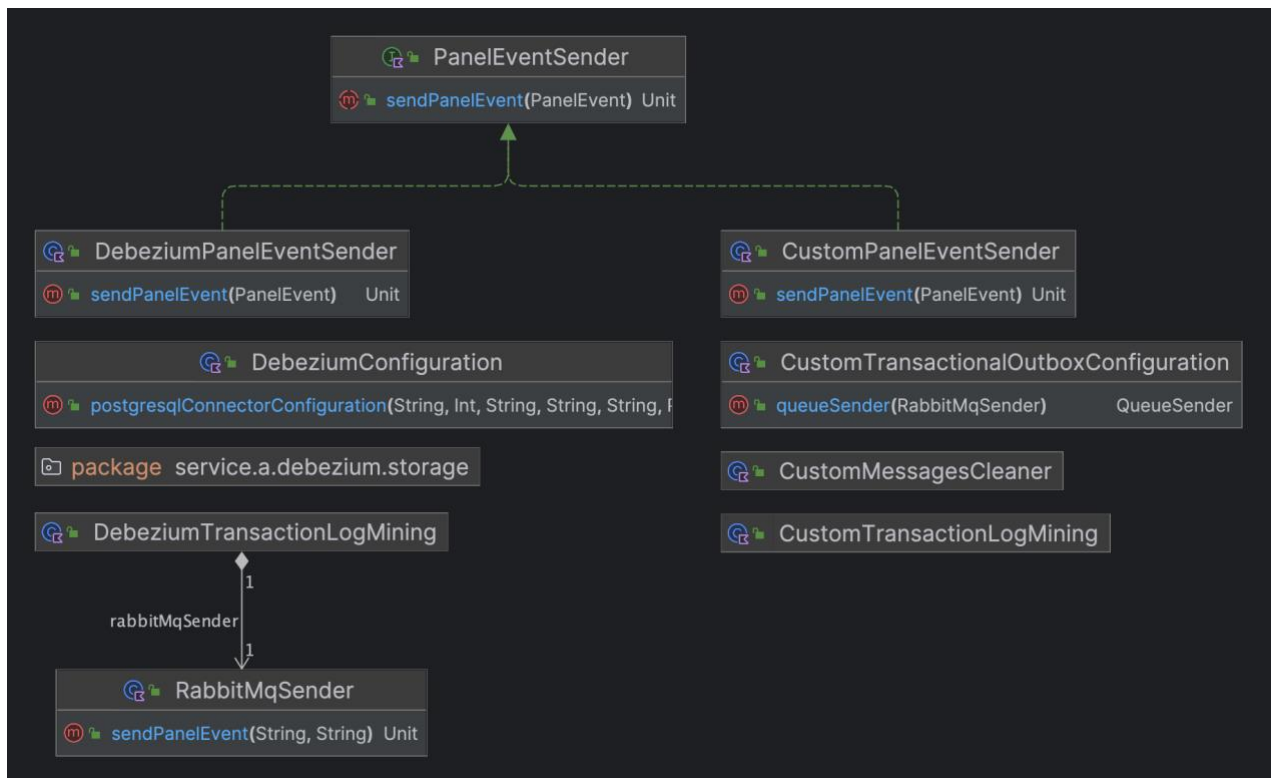 PanelEventSender
sendPanelEvent(PanelEvent) Unit
DebeziumPanelEventSender
sendPanelEvent(PanelEvent) Unit
CustomPanelEventSender
sendPanelEvent(PanelEvent) Unit
DebeziumConfiguration
postgresqlConnectorConfiguration(String, Int, String, String, String,
CustomTransactionalOutboxConfiguration
queueSender(RabbitMqSender) QueueSender
package service.a.debezium.storage
CustomMessagesCleaner
DebeziumTransactionLogMining
CustomTransactionLogMining
1
rabbitMqSender
1
RabbitMqSender
sendPanelEvent(String, String) Unit